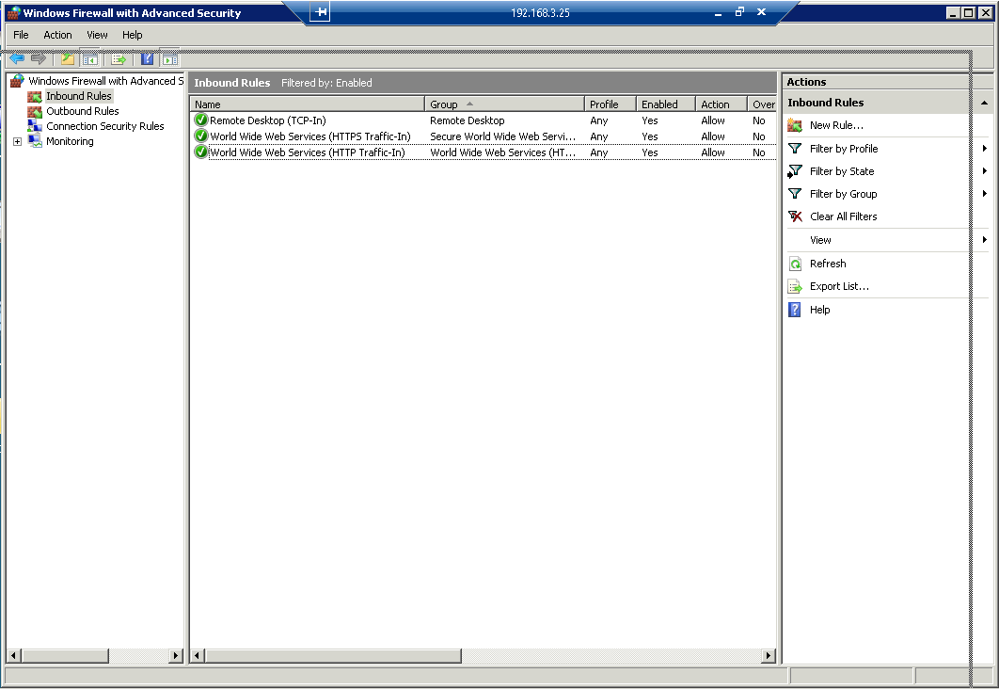 Windows Firewall with Advanced Security
192.168.3.25
File Action View Help
Windows Firewall with Advanced S
Inbound Rules
Outbound Rules
Connection Security Rules
Monitoring
Inbound Rules Filtered by: Enabled
Name Group Profile Enabled Action Over
Remote Desktop (TCP-In) Remote Desktop Any Yes Allow No
World Wide Web Services (HTTPS Traffic-In) Secure World Wide Web Servi... Any Yes Allow No
World Wide Web Services (HTTP Traffic-In) World Wide Web Services (HT... Any Yes Allow No
Actions
Inbound Rules
New Rule...
Filter by Profile
Filter by State
Filter by Group
Clear All Filters
View
Refresh
Export List...
Help